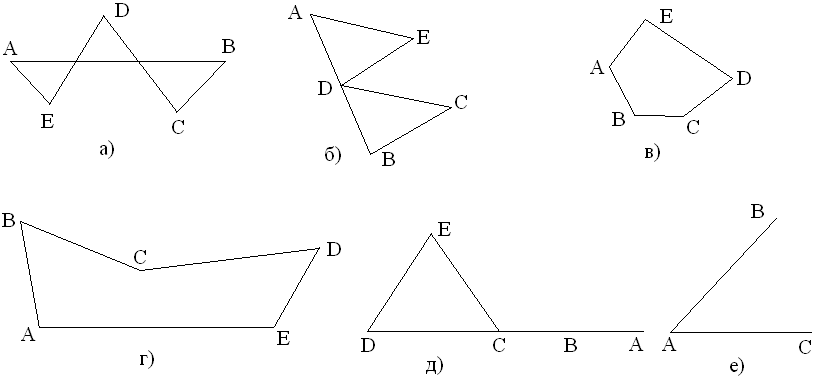 A D B E C
а)
A E D C B
б)
E A D B C
в)
B C D A E
г)
E D C B A
д)
B A C
е)